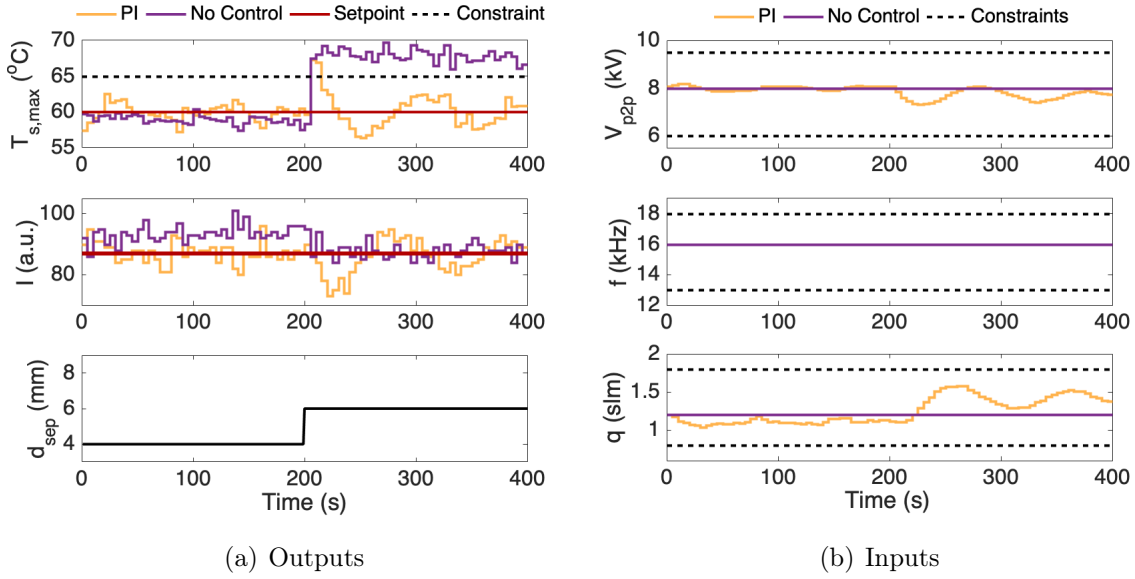 PI No Control Setpoint Constraint
70
65
60
55
T s,max (°C)
0 100 200 300 400
100
80
I (a.u.)
0 100 200 300 400
8
6
4
d sep (mm)
0 100 200 300 400
Time (s)
(a) Outputs
PI No Control Constraints
10
8
6
V p2p (kV)
0 100 200 300 400
18
16
14
12
f (kHz)
0 100 200 300 400
2
1.5
1
q (slm)
0 100 200 300 400
Time (s)
(b) Inputs